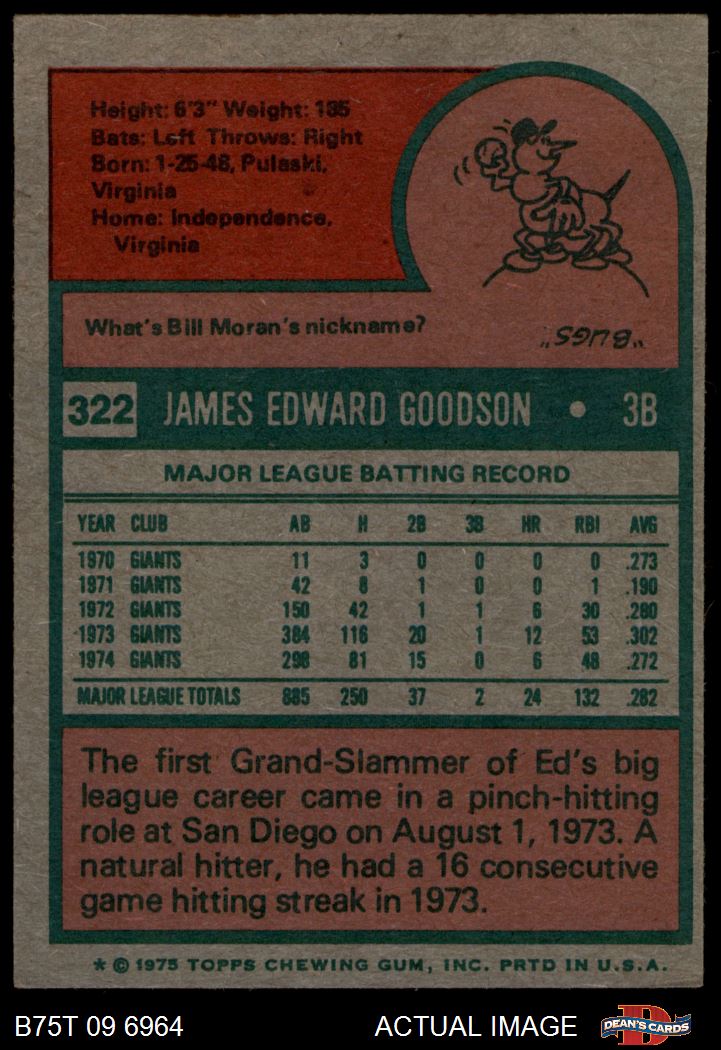 Height: 6'3" Weight: 185
Bats: Left Throws: Right
Born: 1-25-48, Pulaski,
Virginia
Home: Independence,
Virginia
What's Bill Moran's nickname?
"BUGS"
322 JAMES EDWARD GOODSON • 3B
MAJOR LEAGUE BATTING RECORD
YEAR CLUB AB H 2B 3B HR RBI AVG
1970 GIANTS 11 3 0 0 0 0 .273
1971 GIANTS 42 8 1 0 0 1 .190
1972 GIANTS 150 42 1 1 6 30 .280
1973 GIANTS 384 116 20 1 12 53 .302
1974 GIANTS 298 81 15 0 6 48 .272
MAJOR LEAGUE TOTALS 885 250 37 2 24 132 .282
The first Grand-Slammer of Ed's big
league career came in a pinch-hitting
role at San Diego on August 1, 1973. A
natural hitter, he had a 16 consecutive
game hitting streak in 1973.
* © 1975 TOPPS CHEWING GUM, INC. PRTD IN U.S.A.
B75T 09 6964 ACTUAL IMAGE DEAN'S CARDS